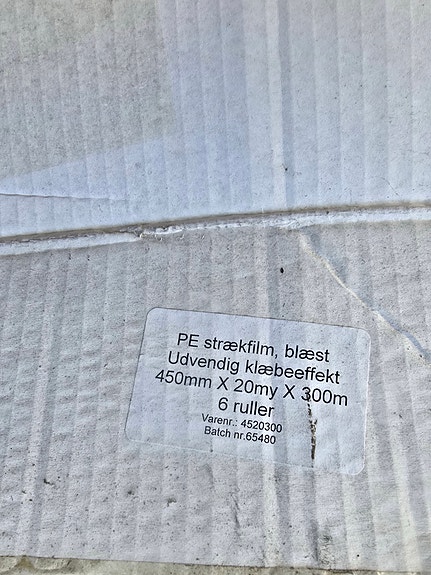 PE strækfilm, blæst
Udvendig klæbeeffekt
450mm X 20my X 300m
6 ruller
Varenr.: 4520300
Batch nr.65480